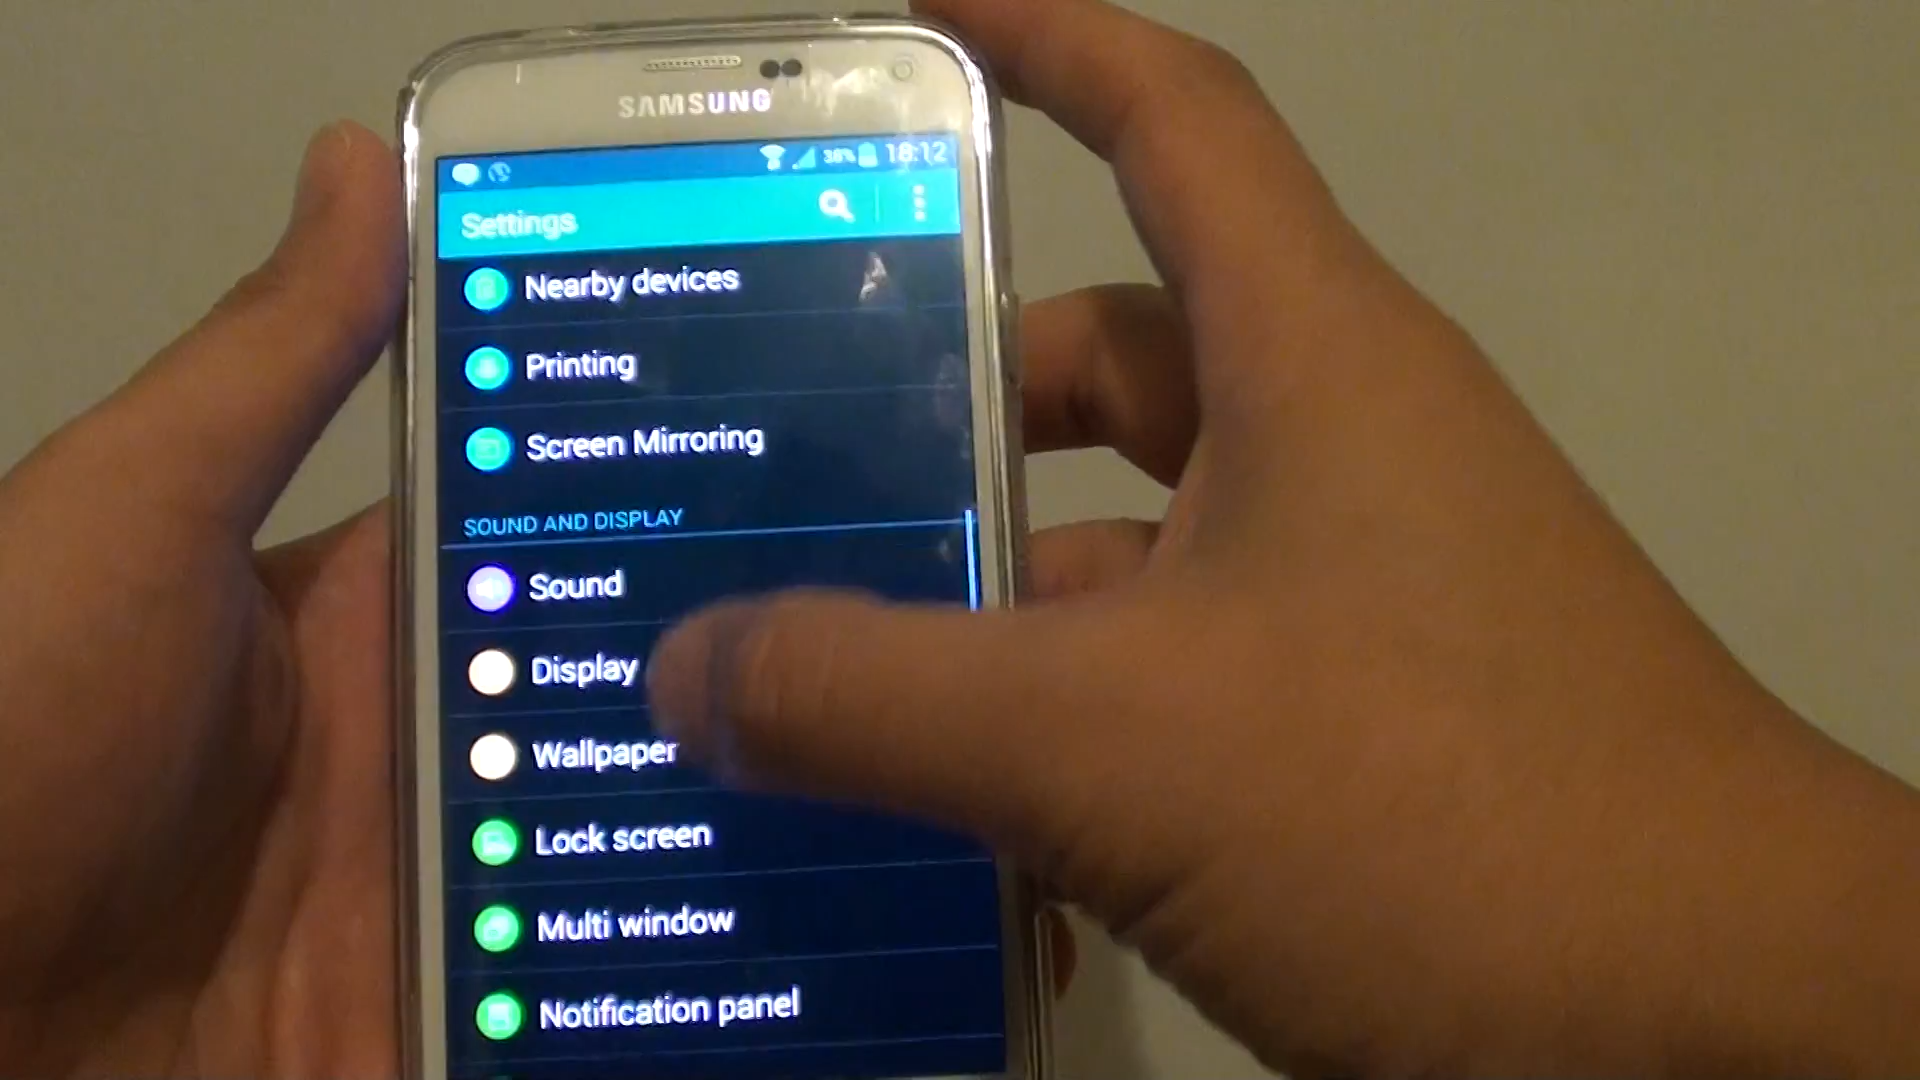 SAMSUNG
38% 18:12
Settings
Nearby devices
Printing
Screen Mirroring
SOUND AND DISPLAY
Sound
Display
Wallpaper
Lock screen
Multi window
Notification panel